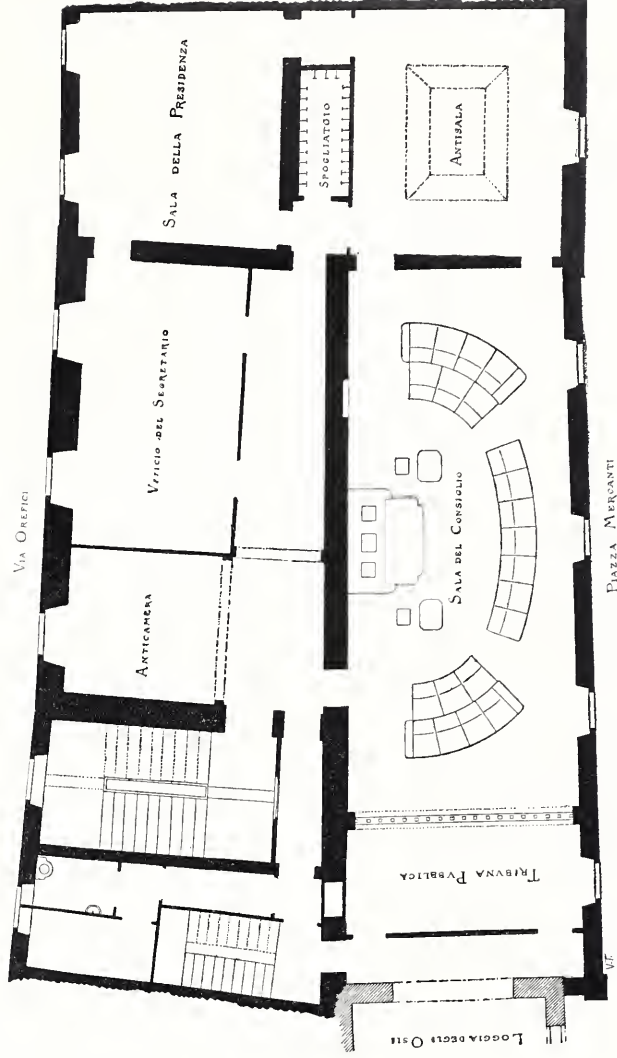 VIA OREFICI
SALA DELLA PRESIDENZA
SPOGLIATOIO
ANTISALA
VFFICIO DEL SEGRETARIO
ANTICAMERA
SALA DEL CONSIGLIO
PIAZZA MERCANTI
TRIBVNA PVBBLICA
LOGGIA DEGLI OSII
V.F.